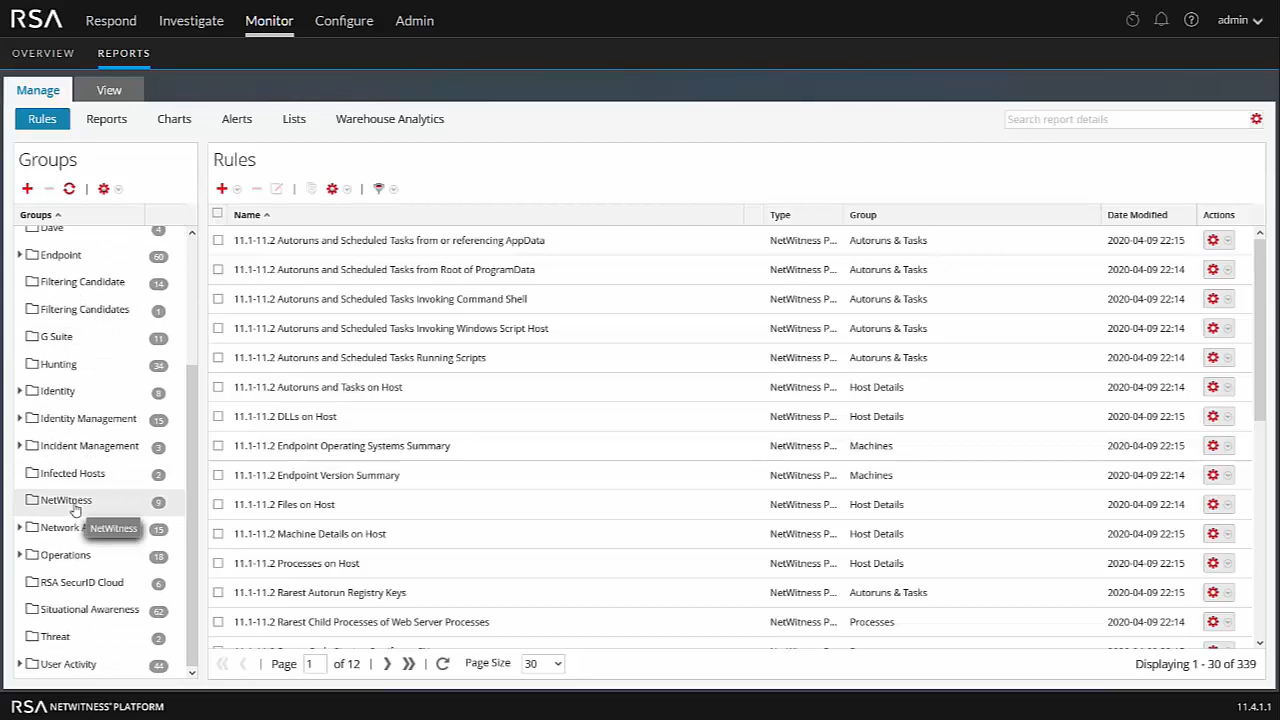 RSA Respond Investigate Monitor Configure Admin admin
OVERVIEW REPORTS
Manage View
Rules Reports Charts Alerts Lists Warehouse Analytics Search report details
Groups
Groups
Dave 4
Endpoint 60
Filtering Candidate 14
Filtering Candidates 1
G Suite 11
Hunting 34
Identity 8
Identity Management 15
Incident Management 3
Infected Hosts 2
NetWitness 9
NetWitness
Network 15
Operations 18
RSA SecurID Cloud 6
Situational Awareness 62
Threat 2
User Activity 44
Rules
Name Type Group Date Modified Actions
11.1-11.2 Autoruns and Scheduled Tasks from or referencing AppData NetWitness P... Autoruns & Tasks 2020-04-09 22:15
11.1-11.2 Autoruns and Scheduled Tasks from Root of ProgramData NetWitness P... Autoruns & Tasks 2020-04-09 22:14
11.1-11.2 Autoruns and Scheduled Tasks Invoking Command Shell NetWitness P... Autoruns & Tasks 2020-04-09 22:14
11.1-11.2 Autoruns and Scheduled Tasks Invoking Windows Script Host NetWitness P... Autoruns & Tasks 2020-04-09 22:14
11.1-11.2 Autoruns and Scheduled Tasks Running Scripts NetWitness P... Autoruns & Tasks 2020-04-09 22:14
11.1-11.2 Autoruns and Tasks on Host NetWitness P... Host Details 2020-04-09 22:14
11.1-11.2 DLLs on Host NetWitness P... Host Details 2020-04-09 22:15
11.1-11.2 Endpoint Operating Systems Summary NetWitness P... Machines 2020-04-09 22:15
11.1-11.2 Endpoint Version Summary NetWitness P... Machines 2020-04-09 22:14
11.1-11.2 Files on Host NetWitness P... Host Details 2020-04-09 22:14
11.1-11.2 Machine Details on Host NetWitness P... Host Details 2020-04-09 22:14
11.1-11.2 Processes on Host NetWitness P... Host Details 2020-04-09 22:15
11.1-11.2 Rarest Autorun Registry Keys NetWitness P... Autoruns & Tasks 2020-04-09 22:15
11.1-11.2 Rarest Child Processes of Web Server Processes NetWitness P... Processes 2020-04-09 22:14
Page 1 of 12 Page Size 30 Displaying 1 - 30 of 339
RSA NETWITNESS PLATFORM 11.4.1.1